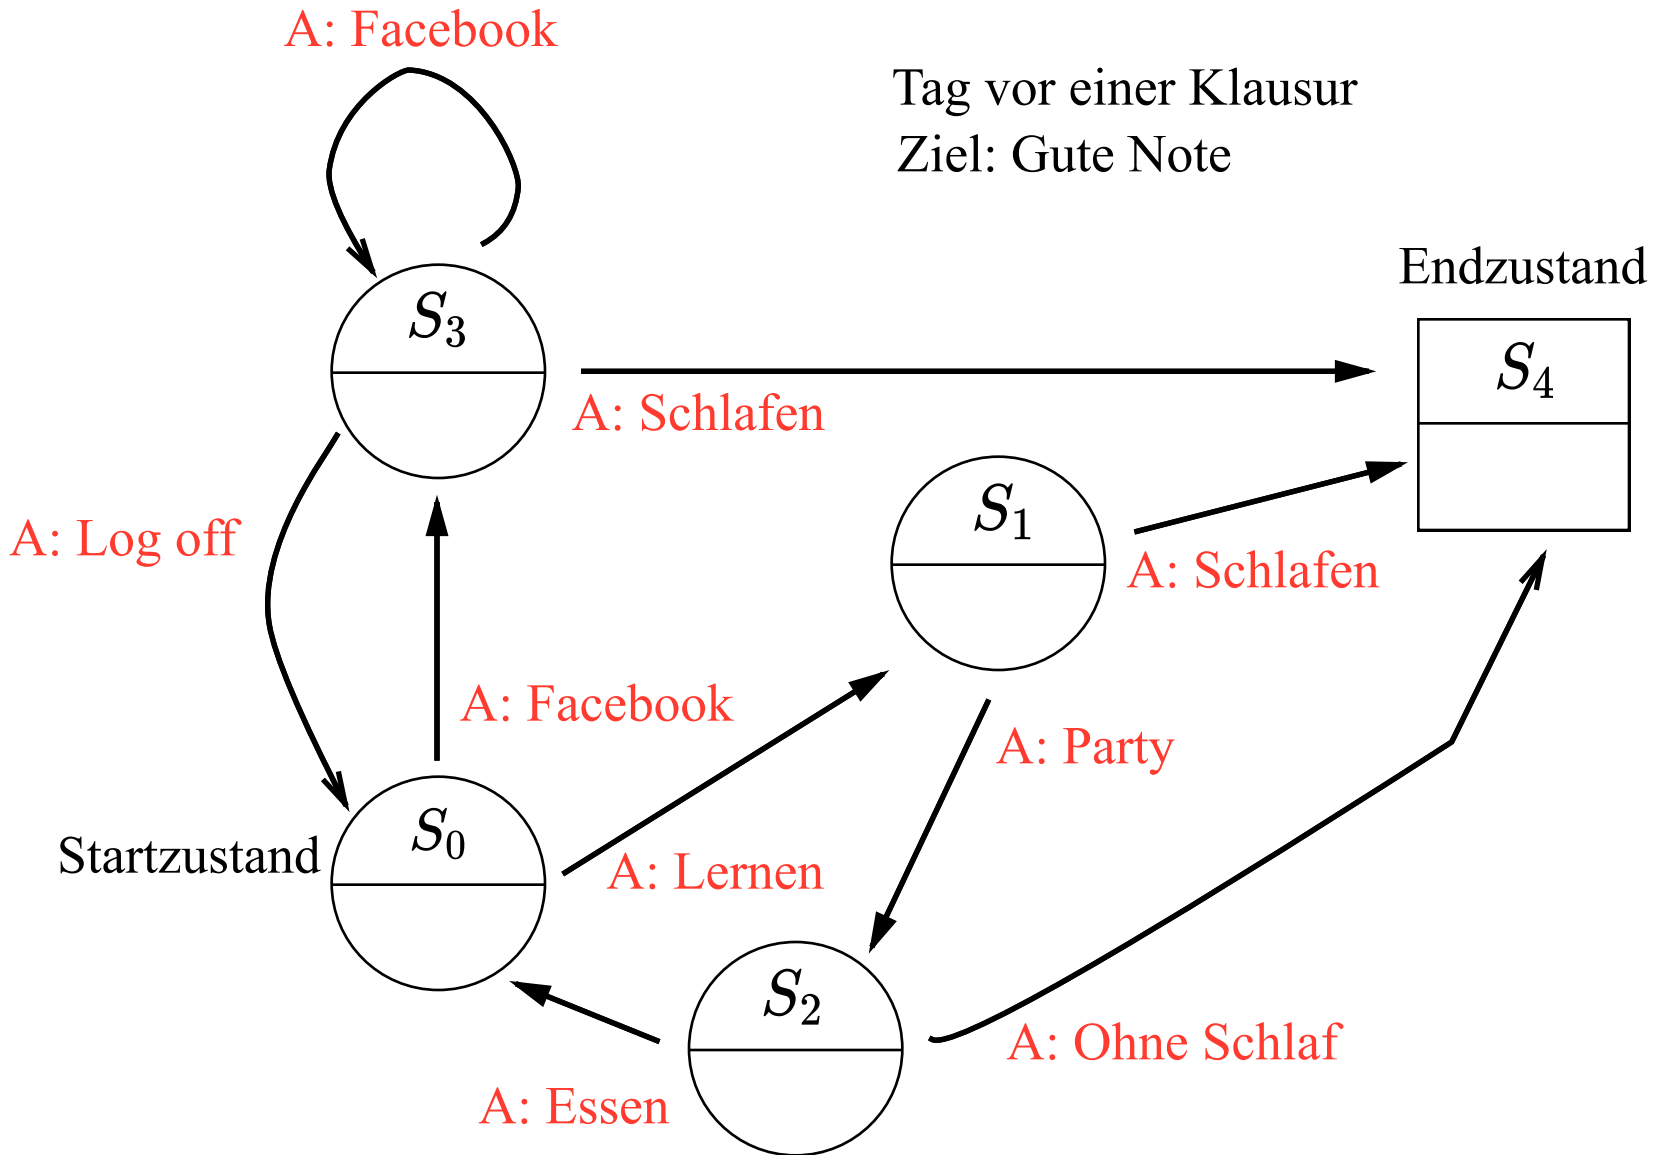 A: Facebook
Tag vor einer Klausur
Ziel: Gute Note
Endzustand
S3
S4
A: Schlafen
S1
A: Log off
A: Schlafen
A: Facebook
A: Party
S0
Startzustand
A: Lernen
S2
A: Ohne Schlaf
A: Essen